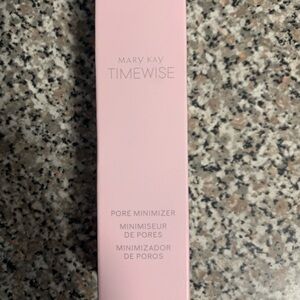 MARY KAY
TIMEWISE
PORE MINIMIZER
MINIMISEUR
DE PORES
MINIMIZADOR
DE POROS